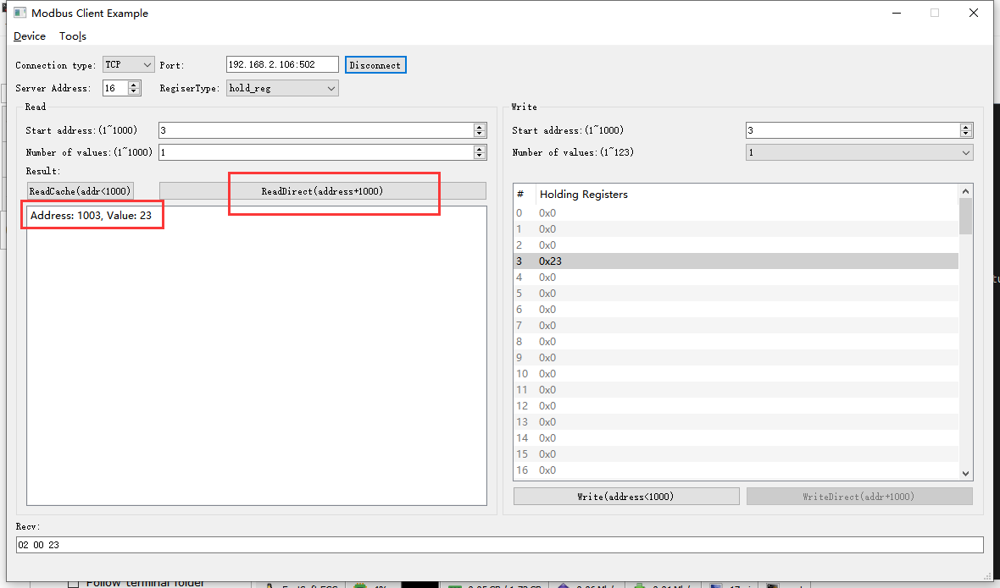 Modbus Client Example
Device Tools
Connection type: TCP Port: 192.168.2.106:502 Disconnect
Server Address: 16 RegiserType: hold_reg
Read
Start address:(1~1000) 3
Number of values:(1~1000) 1
Result:
ReadCache(addr<1000) ReadDirect(address+1000)
Address: 1003, Value: 23
Write
Start address:(1~1000) 3
Number of values:(1~123) 1
# Holding Registers
0 0x0
1 0x0
2 0x0
3 0x23
4 0x0
5 0x0
6 0x0
7 0x0
8 0x0
9 0x0
10 0x0
11 0x0
12 0x0
13 0x0
14 0x0
15 0x0
16 0x0
Write(address<1000) WriteDirect(addr+1000)
Recv:
02 00 23
Follow terminal folder